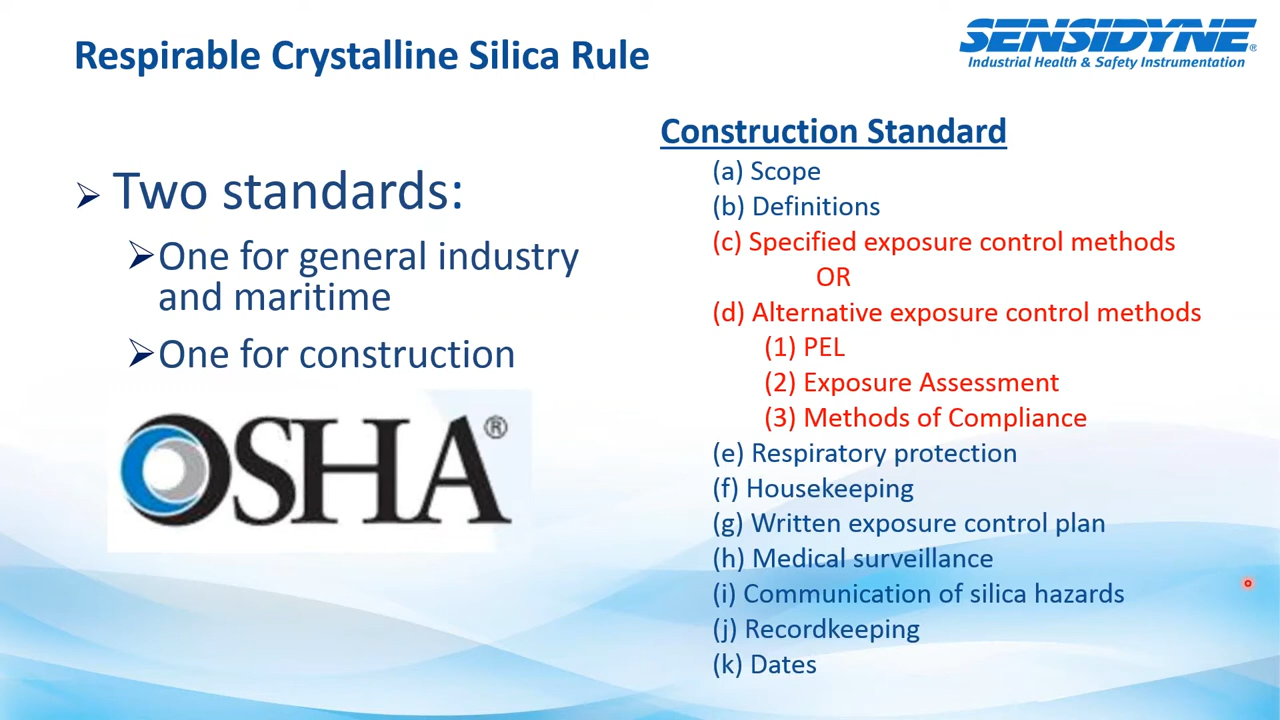 Respirable Crystalline Silica Rule
SENSIDYNE®
Industrial Health & Safety Instrumentation
Two standards:
One for general industry
and maritime
One for construction
OSHA®
Construction Standard
(a) Scope
(b) Definitions
(c) Specified exposure control methods
OR
(d) Alternative exposure control methods
(1) PEL
(2) Exposure Assessment
(3) Methods of Compliance
(e) Respiratory protection
(f) Housekeeping
(g) Written exposure control plan
(h) Medical surveillance
(i) Communication of silica hazards
(j) Recordkeeping
(k) Dates